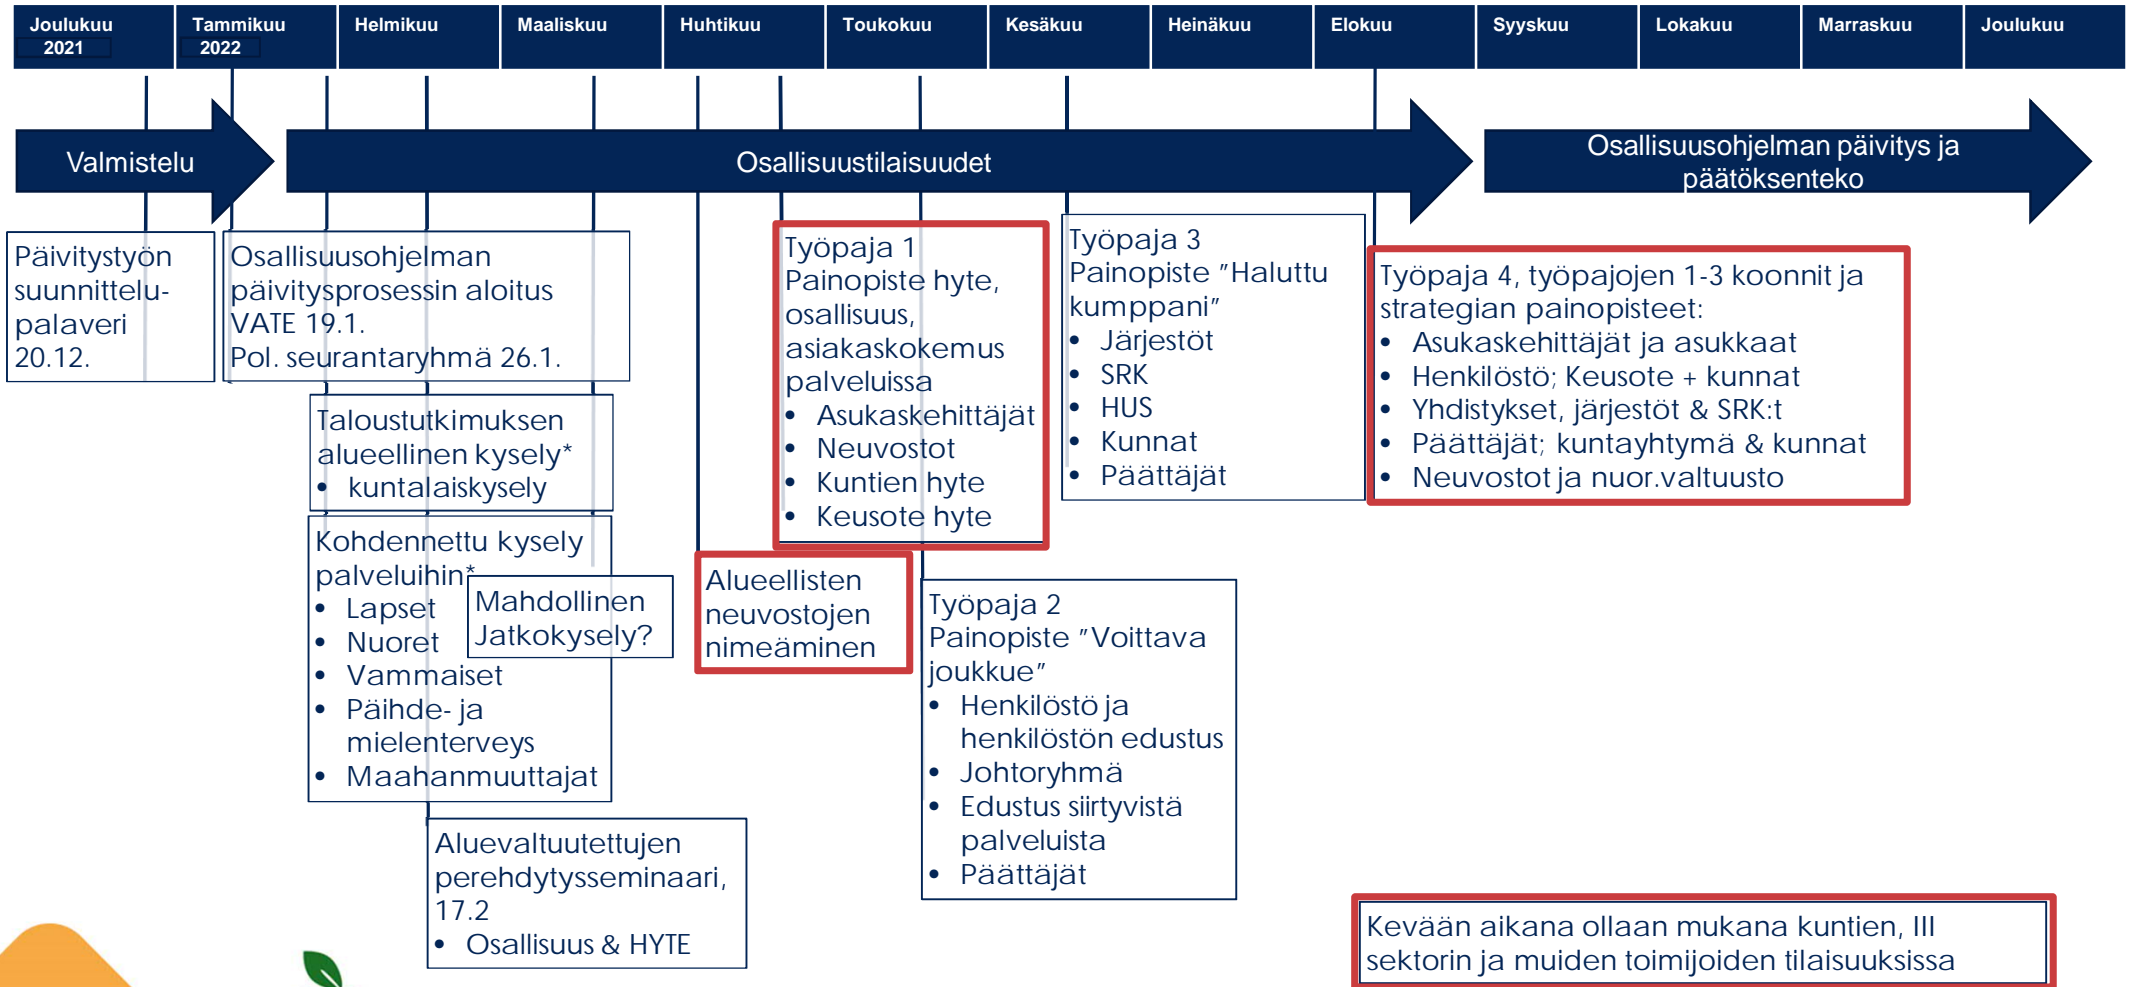 Joulukuu
2021
Tammikuu
2022
Helmikuu
Maaliskuu
Huhtikuu
Toukokuu
Kesäkuu
Heinäkuu
Elokuu
Syyskuu
Lokakuu
Marraskuu
Joulukuu
Valmistelu
Osallisuustilaisuudet
Osallisuusohjelman päivitys ja
päätöksenteko
Päivitystyön
suunnittelu-
palaveri
20.12.
Osallisuusohjelman
päivitysprosessin aloitus
VATE 19.1.
Pol. seurantaryhmä 26.1.
Taloustutkimuksen
alueellinen kysely*
• kuntalaiskysely
Kohdennettu kysely
palveluihin*
• Lapset
• Nuoret
• Vammaiset
• Päihde- ja
mielenterveys
• Maahanmuuttajat
Mahdollinen
Jatkokysely?
Aluevaltuutettujen
perehdytysseminaari,
17.2
• Osallisuus & HYTE
Alueellisten
neuvostojen
nimeäminen
Työpaja 1
Painopiste hyte,
osallisuus,
asiakaskokemus
palveluissa
• Asukaskehittäjät
• Neuvostot
• Kuntien hyte
• Keusote hyte
Työpaja 2
Painopiste "Voittava
joukkue"
• Henkilöstö ja
henkilöstön edustus
• Johtoryhmä
• Edustus siirtyvistä
palveluista
• Päättäjät
Työpaja 3
Painopiste "Haluttu
kumppani"
• Järjestöt
• SRK
• HUS
• Kunnat
• Päättäjät
Työpaja 4, työpajojen 1-3 koonnit ja
strategian painopisteet:
• Asukaskehittäjät ja asukkaat
• Henkilöstö; Keusote + kunnat
• Yhdistykset, järjestöt & SRK:t
• Päättäjät; kuntayhtymä & kunnat
• Neuvostot ja nuor.valtuusto
Kevään aikana ollaan mukana kuntien, III
sektorin ja muiden toimijoiden tilaisuuksissa